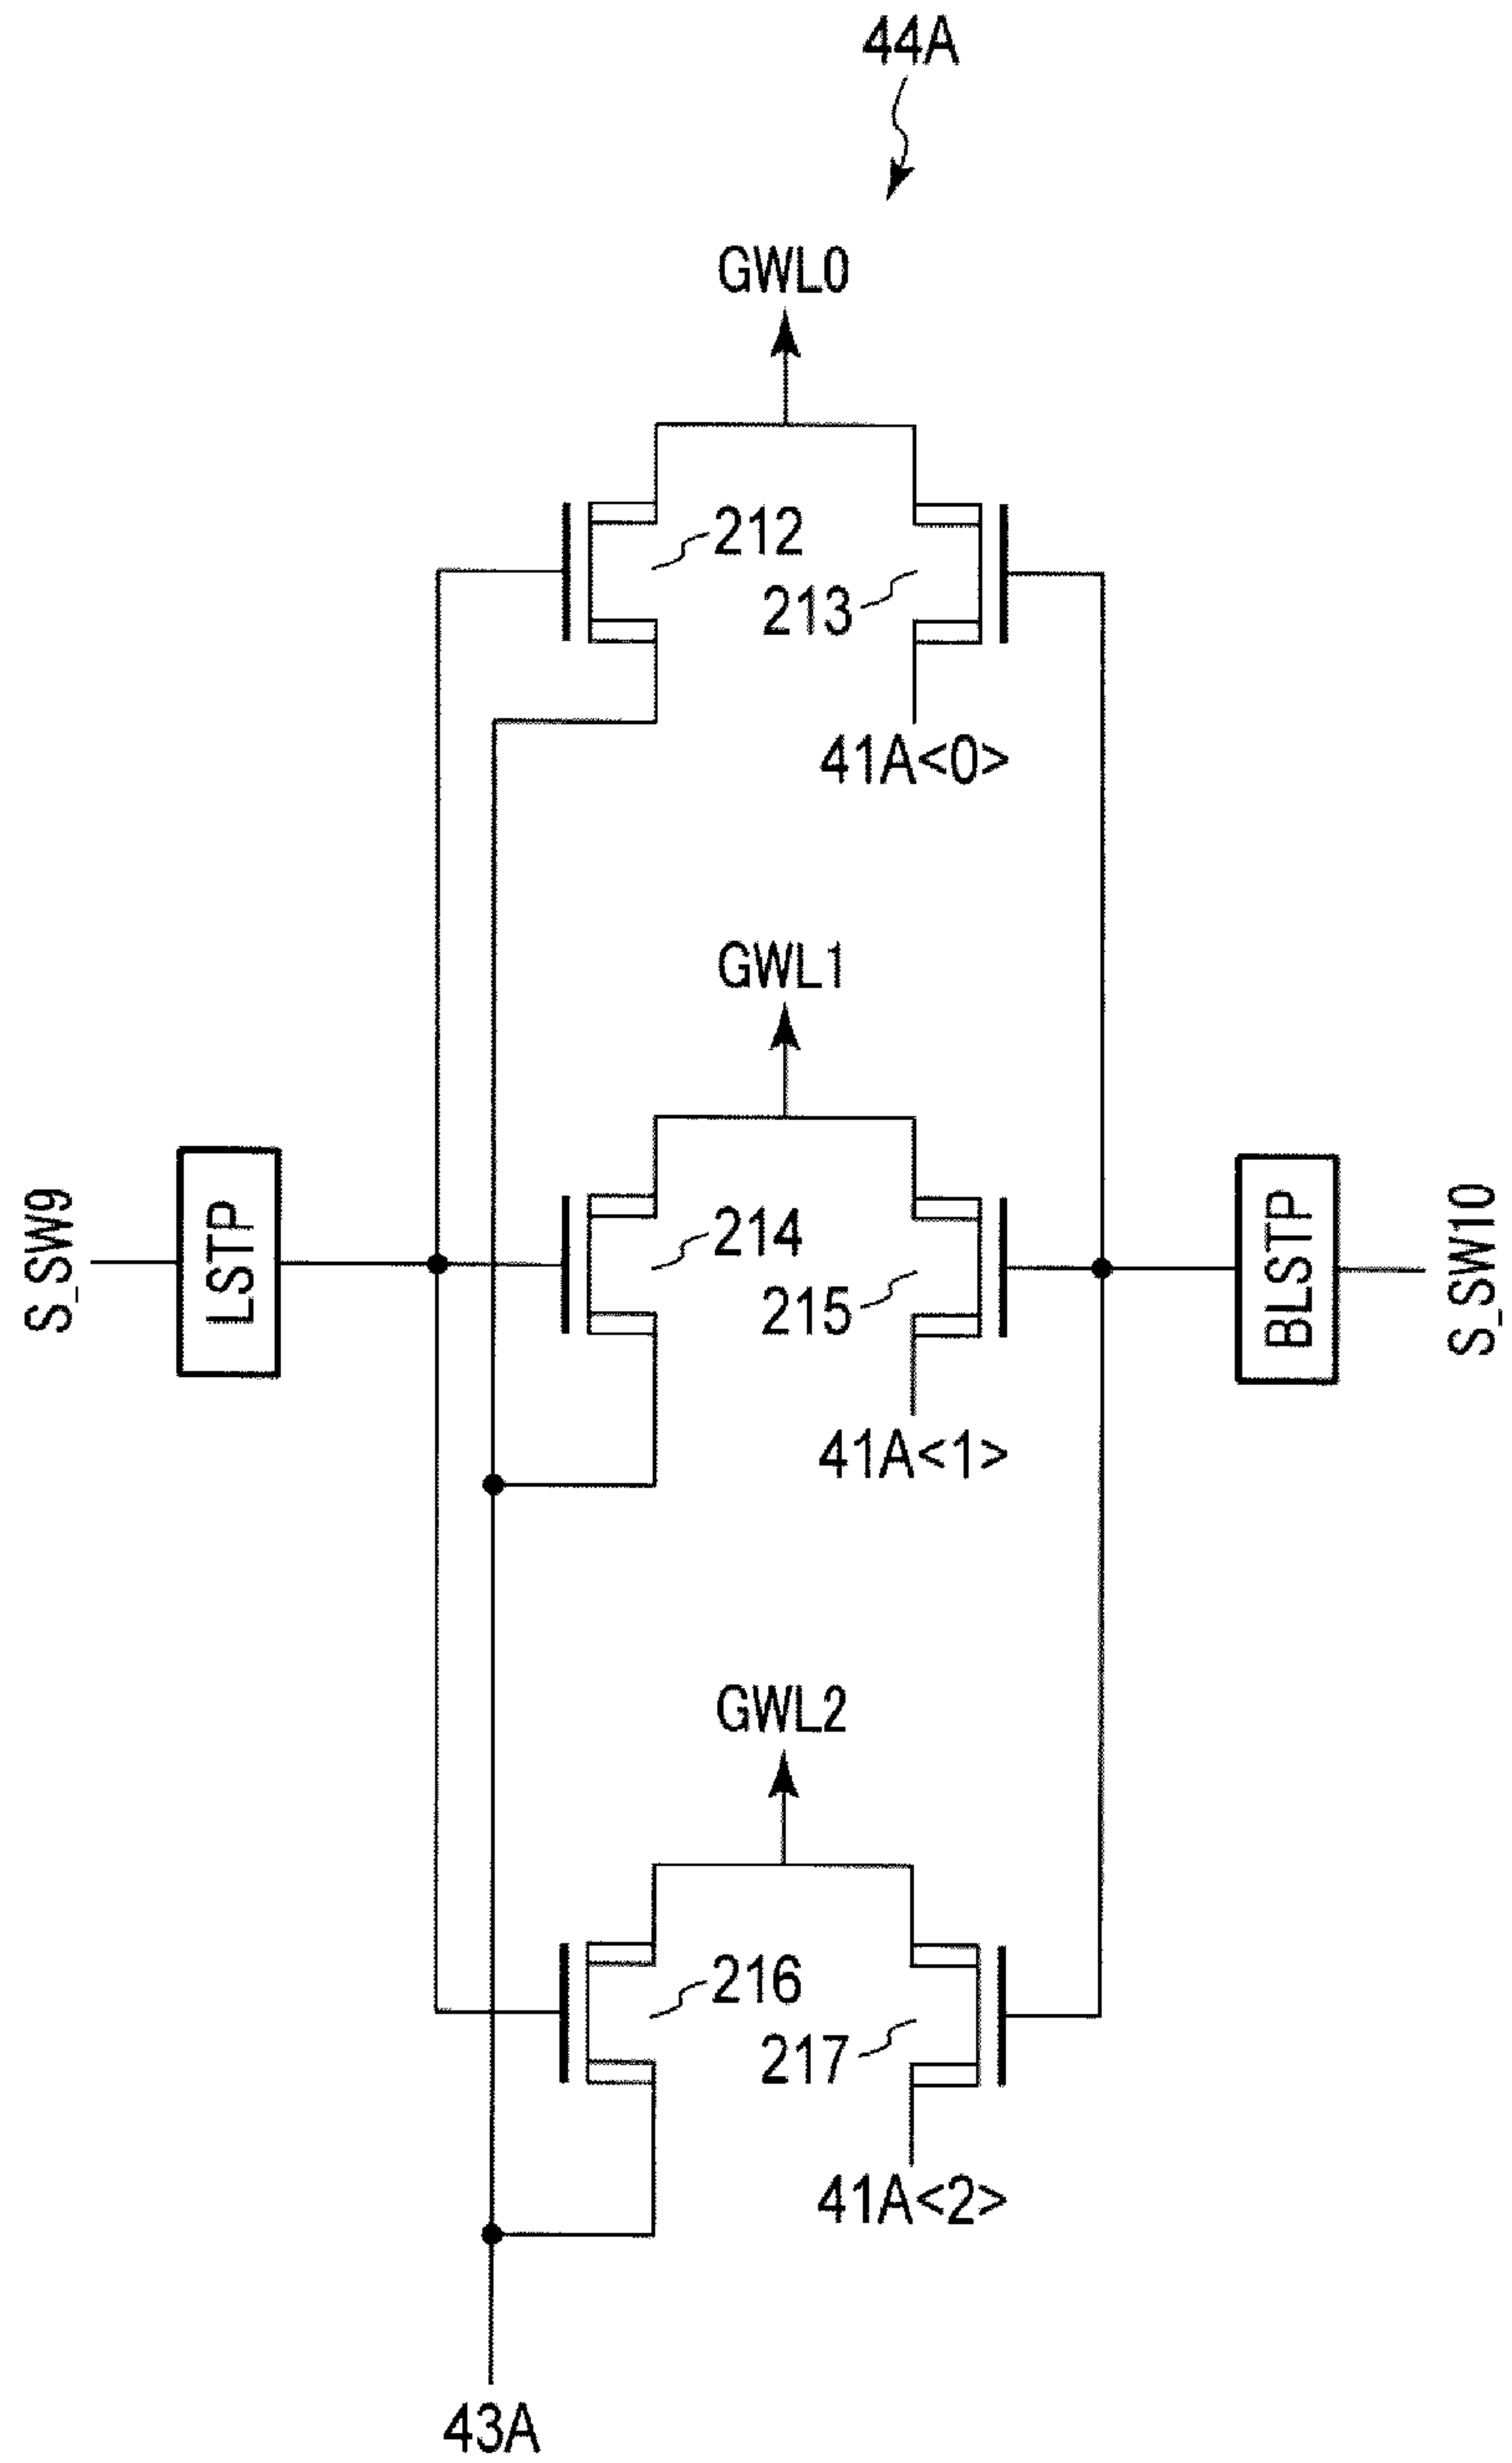 44A
GWL0
212
213
41A<0>
GWL1
S_SW9
LSTP
214
215
BLSTP
S_SW10
41A<1>
GWL2
216
217
41A<2>
43A